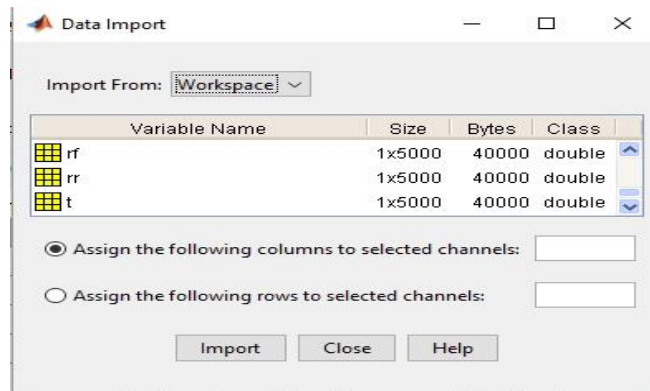 Data Import
Import From: Workspace
Variable Name Size Bytes Class
rf 1x5000 40000 double
rr 1x5000 40000 double
t 1x5000 40000 double
Assign the following columns to selected channels:
Assign the following rows to selected channels:
Import Close Help